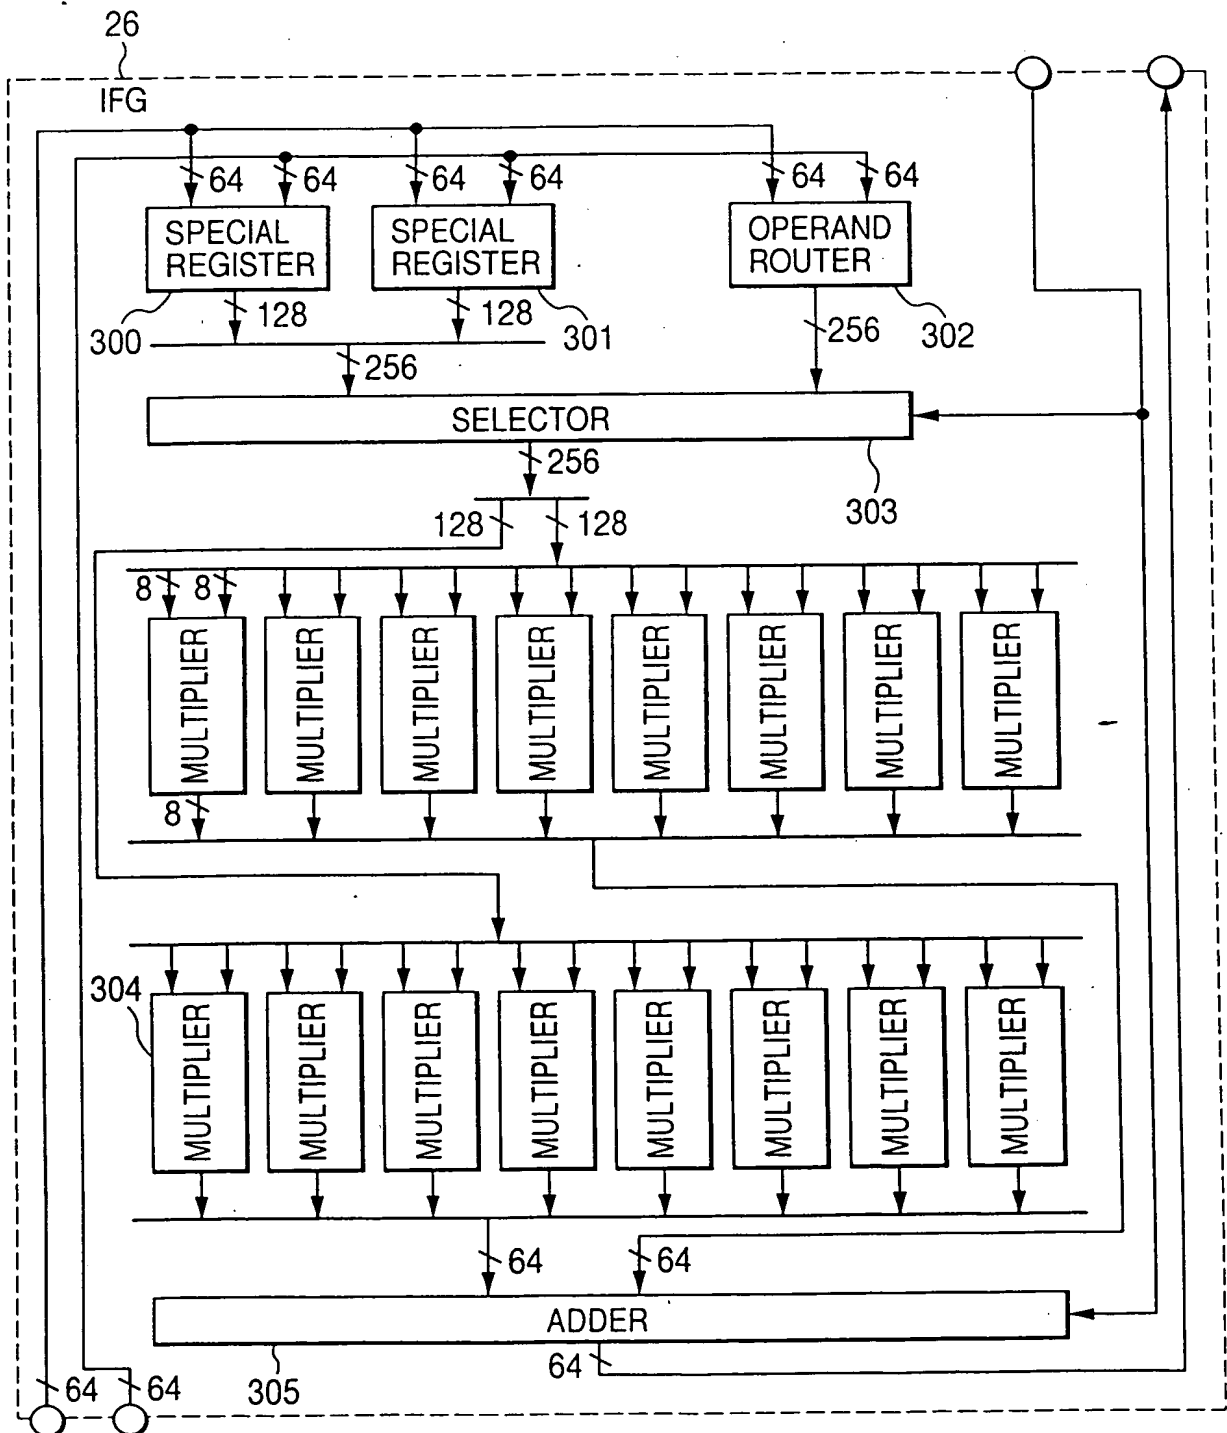 26
IFG
64 64 64 64 64 64
SPECIAL REGISTER
SPECIAL REGISTER
OPERAND ROUTER
128 128
300 301 302
256 256
SELECTOR
256
303
128 128
8 8
MULTIPLIER MULTIPLIER MULTIPLIER MULTIPLIER MULTIPLIER MULTIPLIER MULTIPLIER MULTIPLIER
8
304
MULTIPLIER MULTIPLIER MULTIPLIER MULTIPLIER MULTIPLIER MULTIPLIER MULTIPLIER MULTIPLIER
64 64
ADDER
64
305
64 64